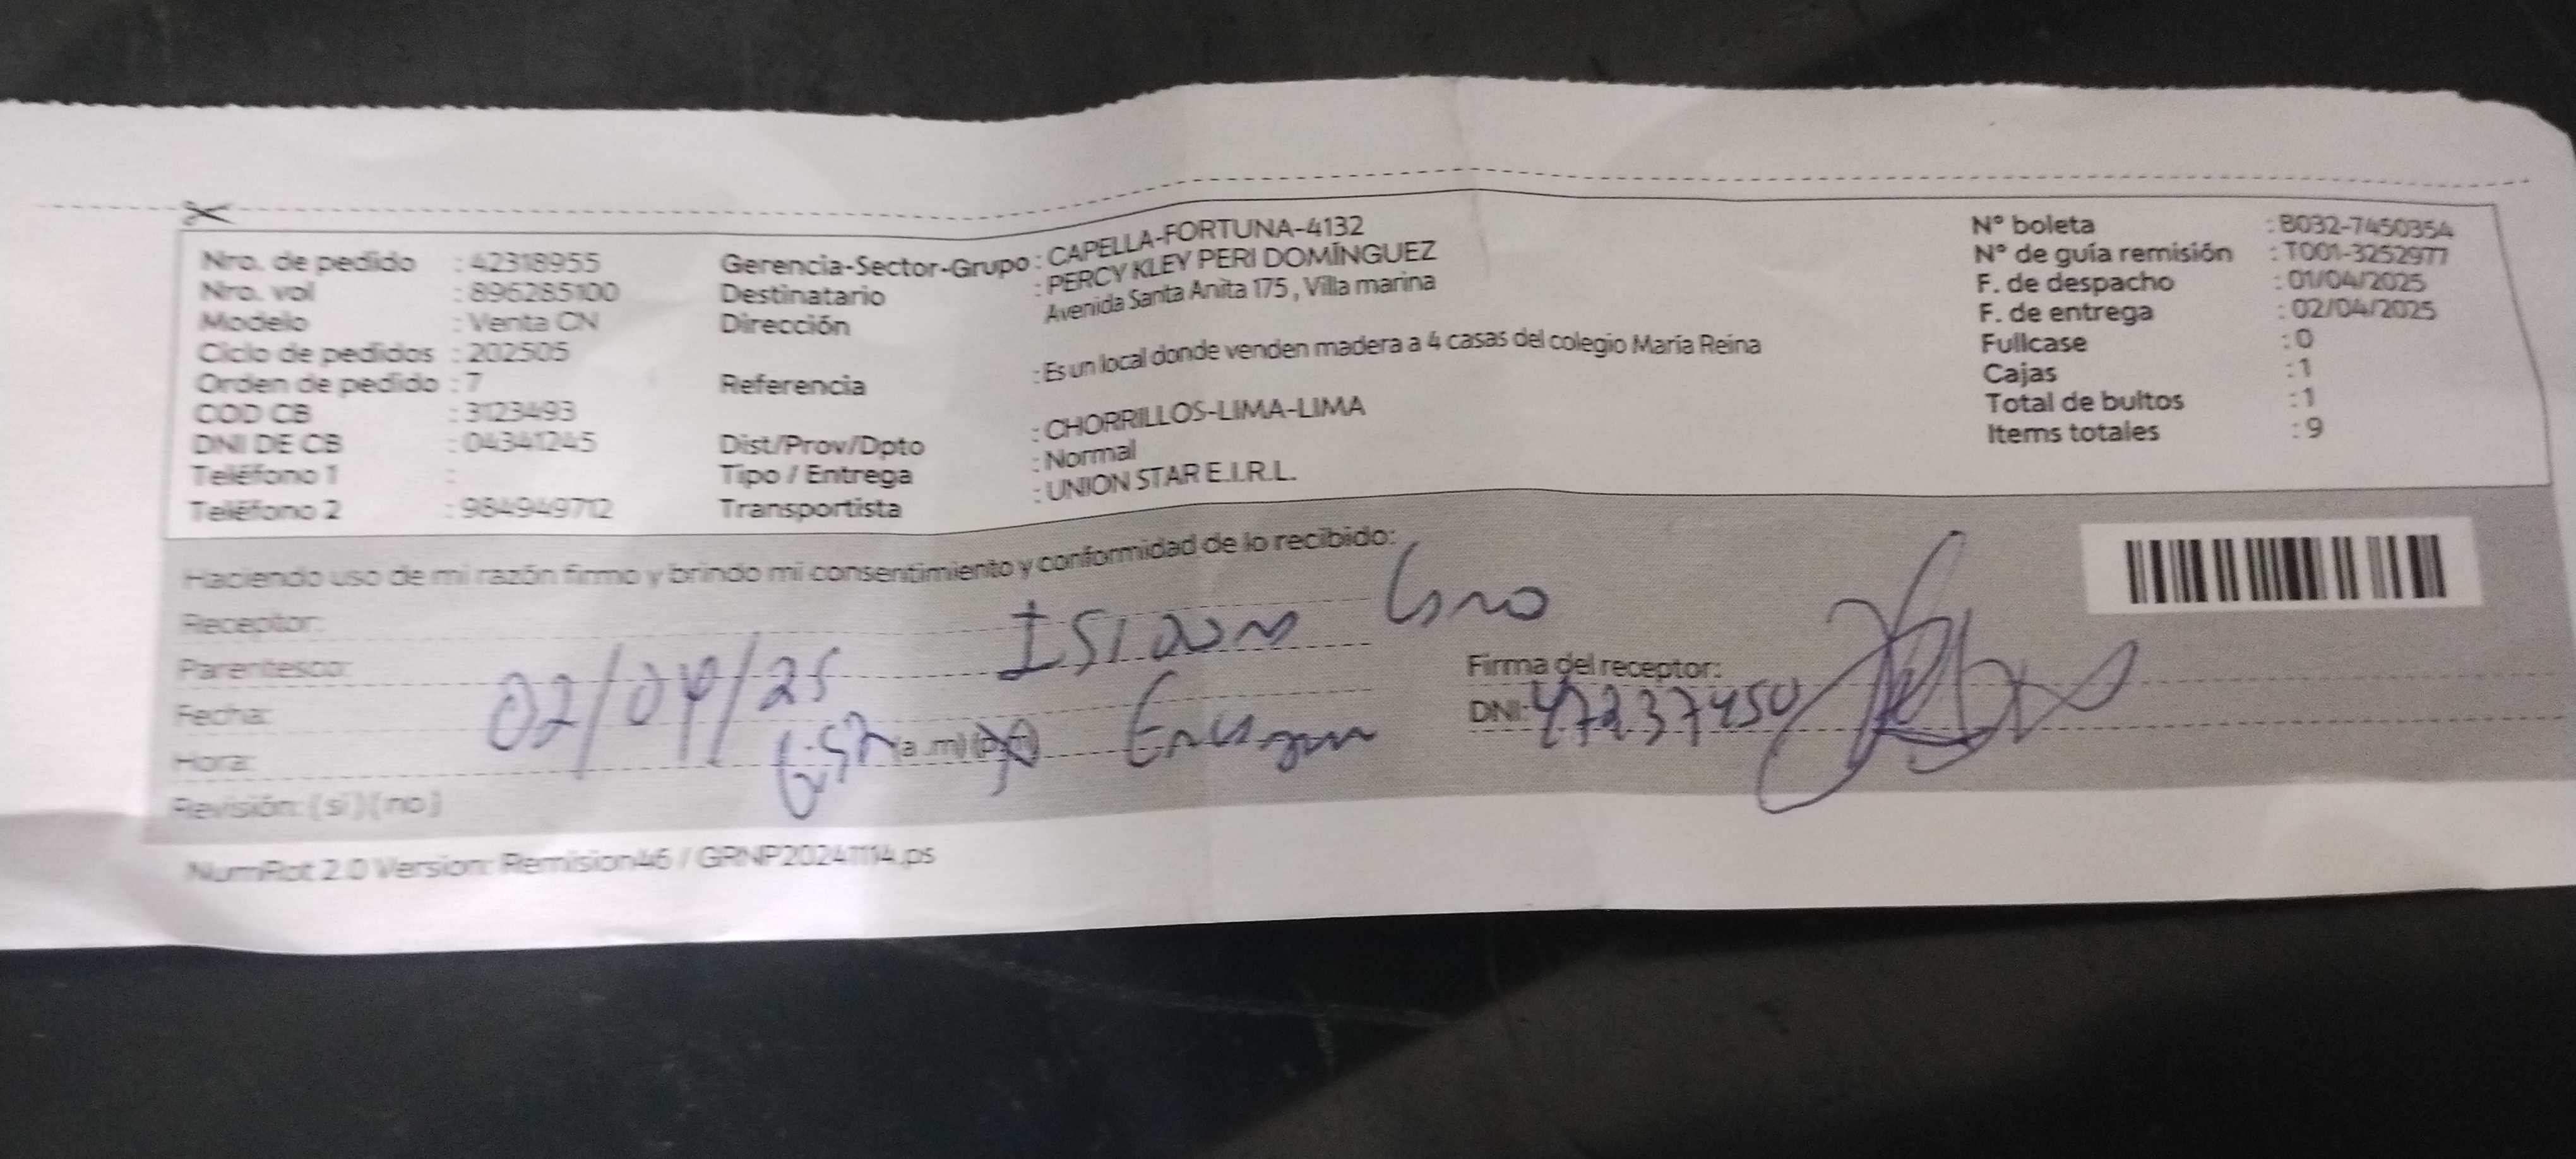 Nro. de pedido : 42318955
Nro. vol : 896285100
Modelo : Venta CN
Ciclo de pedidos : 202505
Orden de pedido : 7
COD CB : 3123493
DNI DE CB : 04341245
Teléfono 1 :
Teléfono 2 : 984949712
Gerencia-Sector-Grupo : CAPELLA-FORTUNA-4132
Destinatario : PERCY KLEY PERI DOMÍNGUEZ
Dirección Avenida Santa Anita 175 , Villa marina
Referencia : Es un local donde venden madera a 4 casas del colegio María Reina
Dist/Prov/Dpto : CHORRILLOS-LIMA-LIMA
Tipo / Entrega : Normal
Transportista : UNION STAR E.I.R.L.
N° boleta : B032-7450354
N° de guía remisión : T001-3252977
F. de despacho : 01/04/2025
F. de entrega : 02/04/2025
Fullcase : 0
Cajas : 1
Total de bultos : 1
Items totales : 9
Haciendo uso de mi razón firmo y brindo mi consentimiento y conformidad de lo recibido:
Receptor:
Parentesco:
Fecha: 02/04/25
Hora: (a .m) (p.m)
Revisión: ( si ) ( no )
Firma del receptor:
DNI: 47237450
NumRot 2.0 Version: Remision46 / GRNP20241114.ps